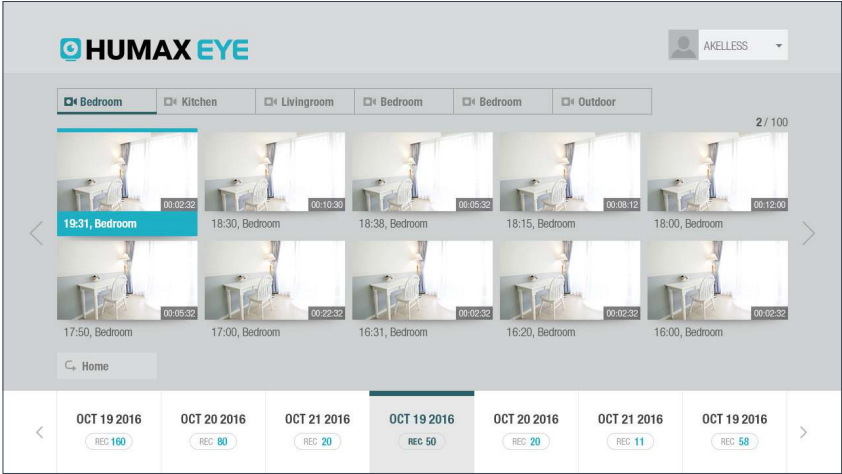 HUMAX EYE
AKELLESS
Bedroom Kitchen Livingroom Bedroom Bedroom Outdoor
2 / 100
00:02:32 00:10:30 00:05:32 00:08:12 00:12:00
19:31, Bedroom 18:30, Bedroom 18:38, Bedroom 18:15, Bedroom 18:00, Bedroom
00:05:32 00:22:32 00:02:32 00:02:32 00:02:32
17:50, Bedroom 17:00, Bedroom 16:31, Bedroom 16:20, Bedroom 16:00, Bedroom
Home
OCT 19 2016 OCT 20 2016 OCT 21 2016 OCT 19 2016 OCT 20 2016 OCT 21 2016 OCT 19 2016
REC 160 REC 80 REC 20 REC 50 REC 20 REC 11 REC 58